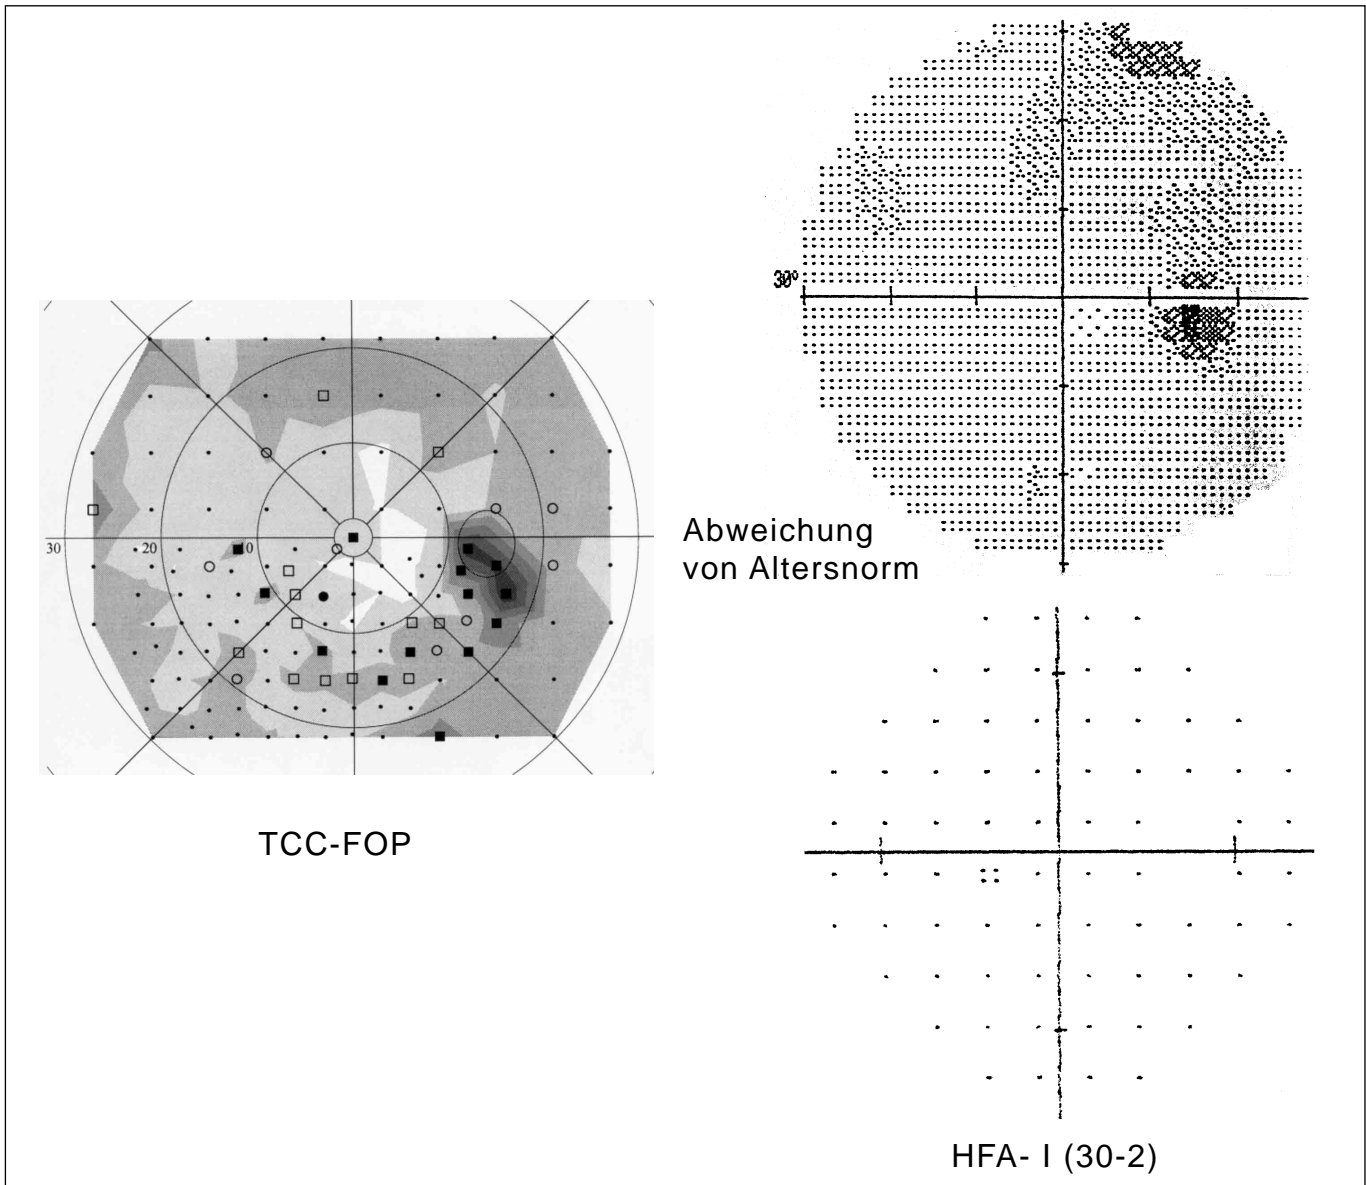 30°
30
20
10
Abweichung
von Altersnorm
TCC-FOP
HFA- I (30-2)